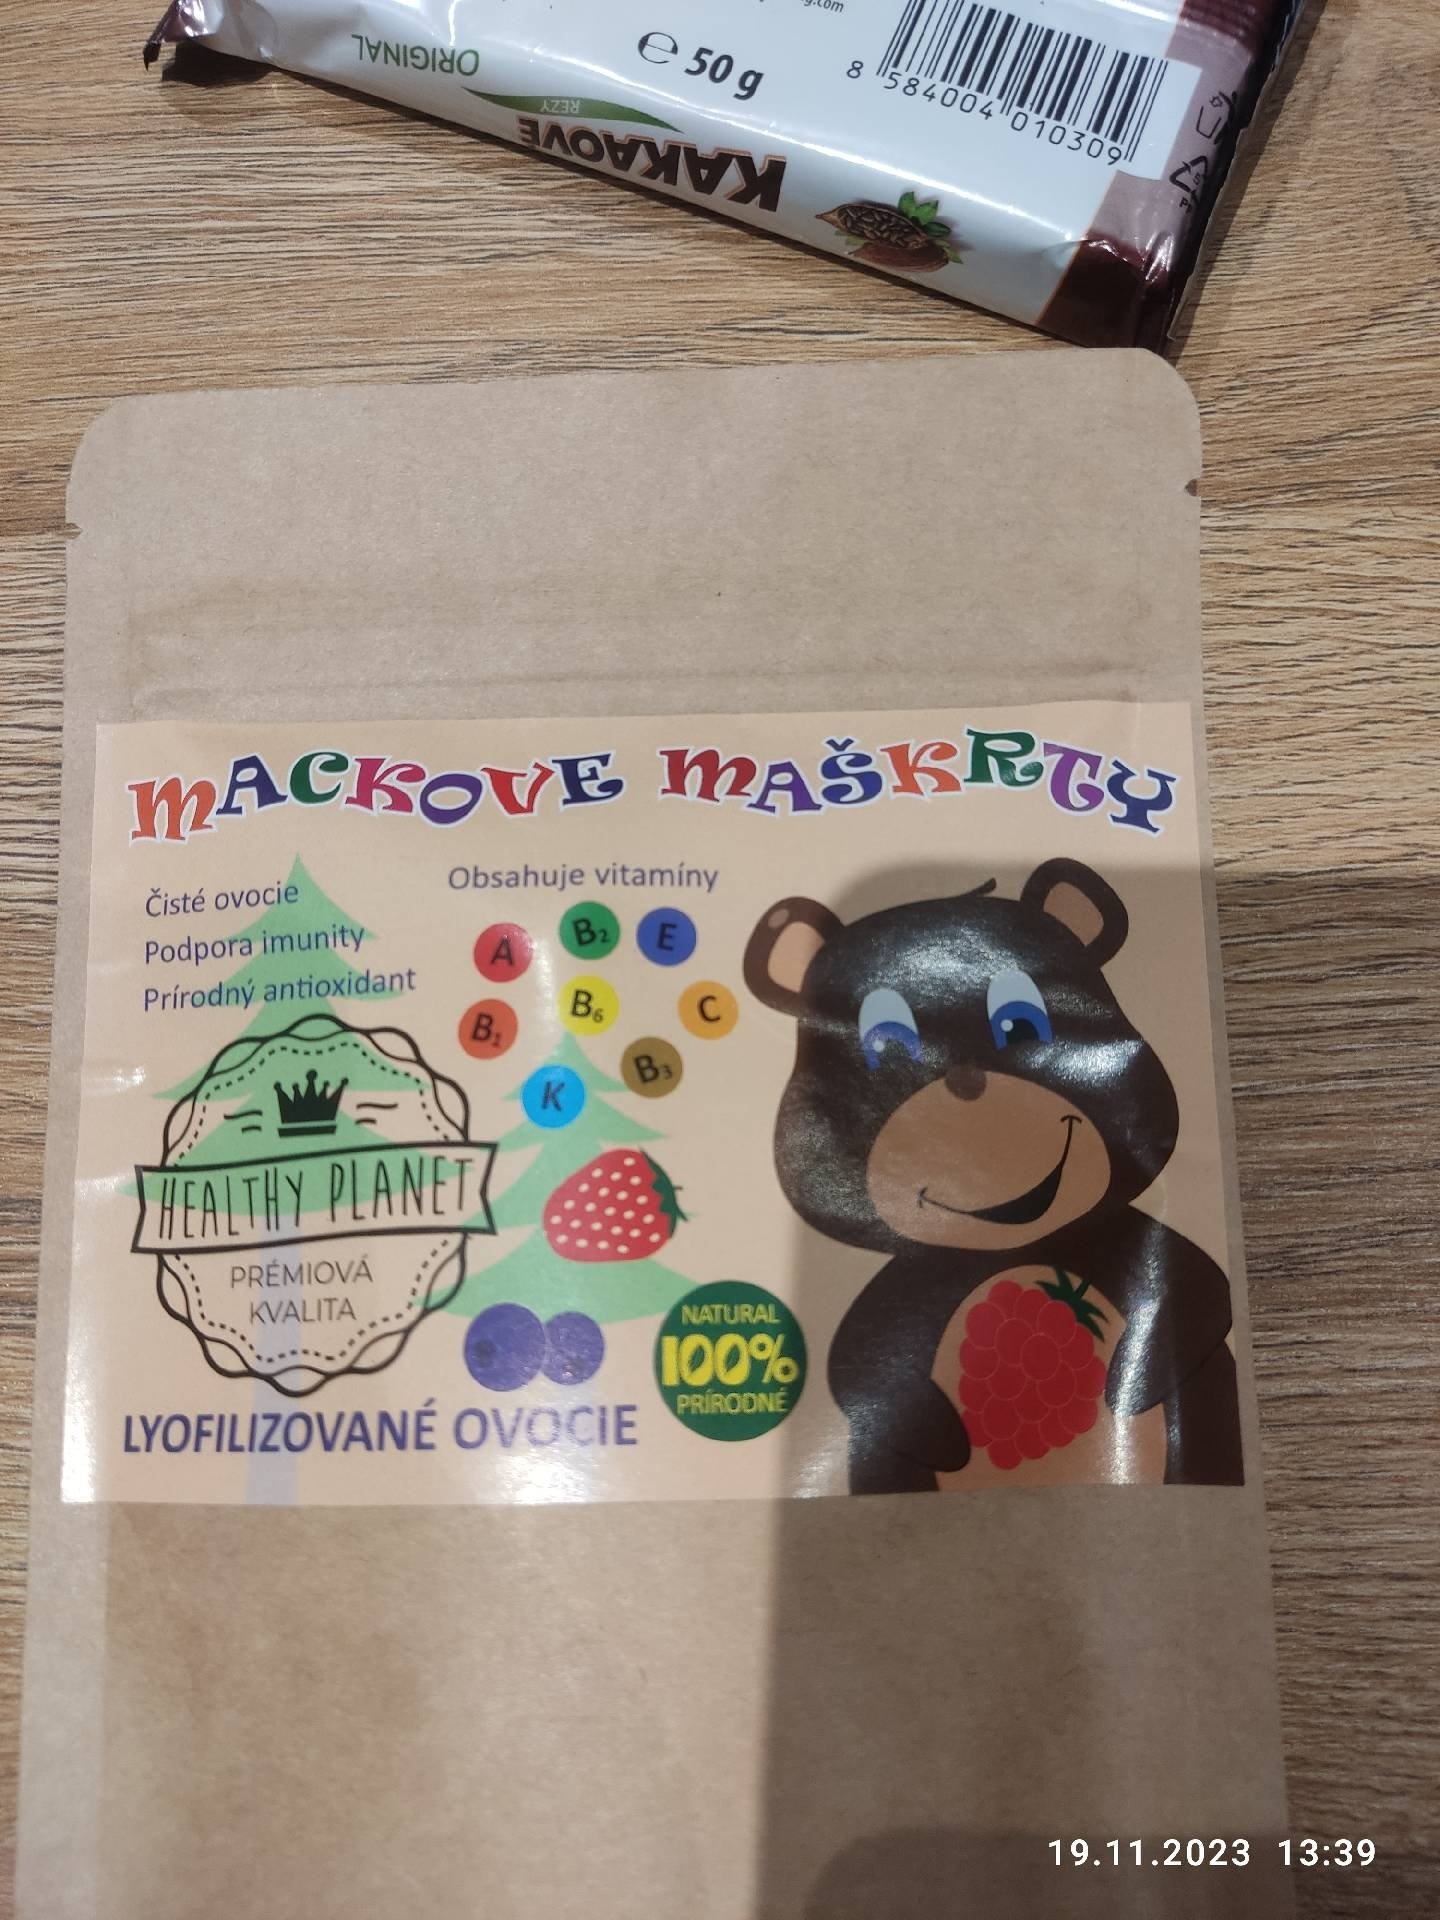 ℮ 50 g
8 584004 010309
ORIGINAL
REZY
KAKAOVE
MACKOVE MAŠKRTY
Čisté ovocie
Podpora imunity
Prírodný antioxidant
Obsahuje vitamíny
A B₂ E
B₁ B₆ C
K B₃
HEALTHY PLANET
PRÉMIOVÁ
KVALITA
NATURAL
100%
PRÍRODNÉ
LYOFILIZOVANÉ OVOCIE
19.11.2023 13:39